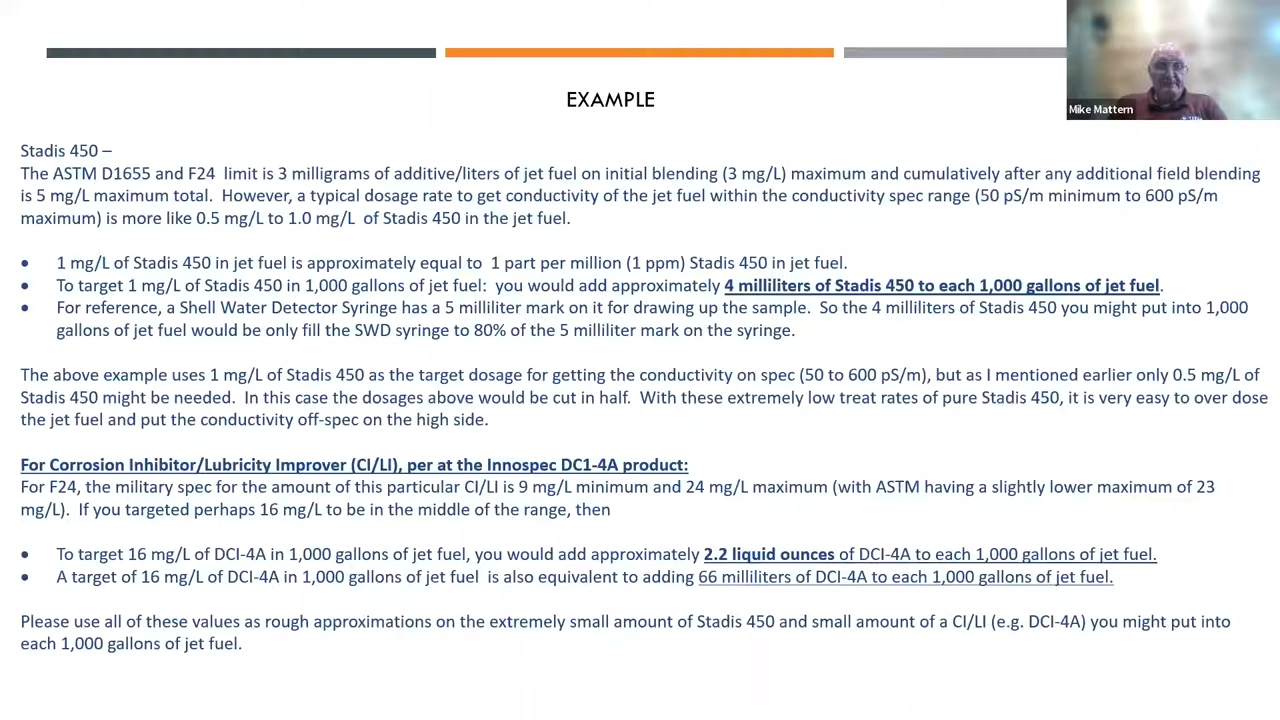 Mike Mattern
EXAMPLE
Stadis 450 –
The ASTM D1655 and F24 limit is 3 milligrams of additive/liters of jet fuel on initial blending (3 mg/L) maximum and cumulatively after any additional field blending
is 5 mg/L maximum total. However, a typical dosage rate to get conductivity of the jet fuel within the conductivity spec range (50 pS/m minimum to 600 pS/m
maximum) is more like 0.5 mg/L to 1.0 mg/L of Stadis 450 in the jet fuel.
• 1 mg/L of Stadis 450 in jet fuel is approximately equal to 1 part per million (1 ppm) Stadis 450 in jet fuel.
• To target 1 mg/L of Stadis 450 in 1,000 gallons of jet fuel: you would add approximately 4 milliliters of Stadis 450 to each 1,000 gallons of jet fuel.
• For reference, a Shell Water Detector Syringe has a 5 milliliter mark on it for drawing up the sample. So the 4 milliliters of Stadis 450 you might put into 1,000
gallons of jet fuel would be only fill the SWD syringe to 80% of the 5 milliliter mark on the syringe.
The above example uses 1 mg/L of Stadis 450 as the target dosage for getting the conductivity on spec (50 to 600 pS/m), but as I mentioned earlier only 0.5 mg/L of
Stadis 450 might be needed. In this case the dosages above would be cut in half. With these extremely low treat rates of pure Stadis 450, it is very easy to over dose
the jet fuel and put the conductivity off-spec on the high side.
For Corrosion Inhibitor/Lubricity Improver (CI/LI), per at the Innospec DC1-4A product:
For F24, the military spec for the amount of this particular CI/LI is 9 mg/L minimum and 24 mg/L maximum (with ASTM having a slightly lower maximum of 23
mg/L). If you targeted perhaps 16 mg/L to be in the middle of the range, then
• To target 16 mg/L of DCI-4A in 1,000 gallons of jet fuel, you would add approximately 2.2 liquid ounces of DCI-4A to each 1,000 gallons of jet fuel.
• A target of 16 mg/L of DCI-4A in 1,000 gallons of jet fuel is also equivalent to adding 66 milliliters of DCI-4A to each 1,000 gallons of jet fuel.
Please use all of these values as rough approximations on the extremely small amount of Stadis 450 and small amount of a CI/LI (e.g. DCI-4A) you might put into
each 1,000 gallons of jet fuel.